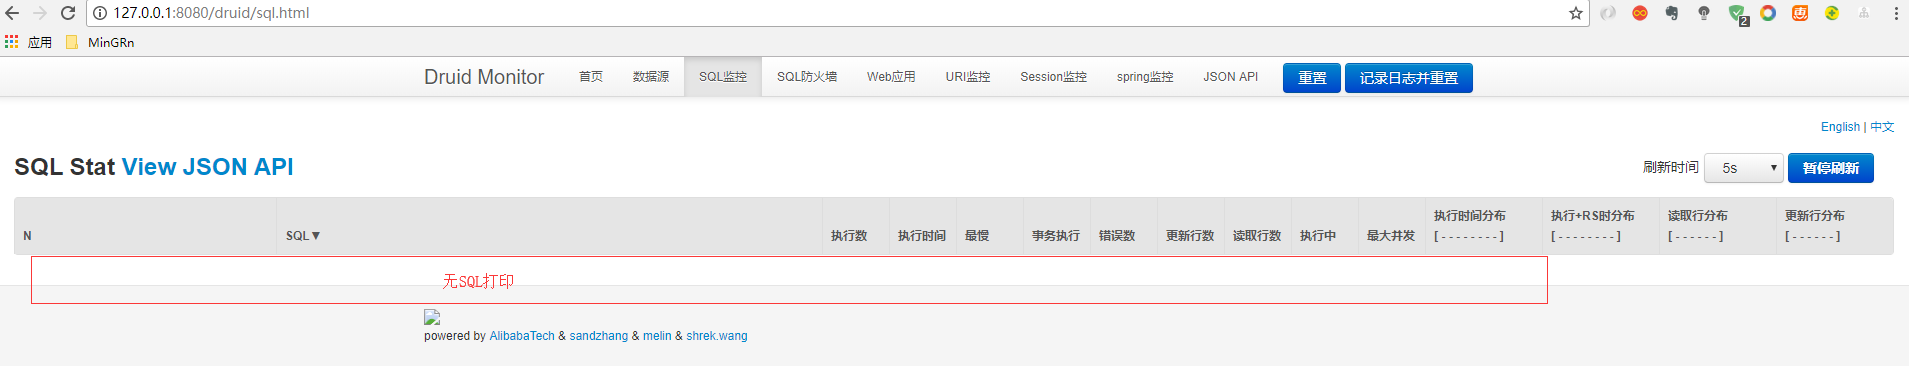 127.0.0.1:8080/druid/sql.html
2
应用 MinGRn
Druid Monitor 首页 数据源 SQL监控 SQL防火墙 Web应用 URI监控 Session监控 spring监控 JSON API 重置 记录日志并重置
English | 中文
SQL Stat View JSON API 刷新时间 5s 暂停刷新
N SQL▼ 执行数 执行时间 最慢 事务执行 错误数 更新行数 读取行数 执行中 最大并发 执行时间分布 执行+RS时分布 读取行分布 更新行分布
[--------] [--------] [------] [------]
无SQL打印
powered by AlibabaTech & sandzhang & melin & shrek.wang